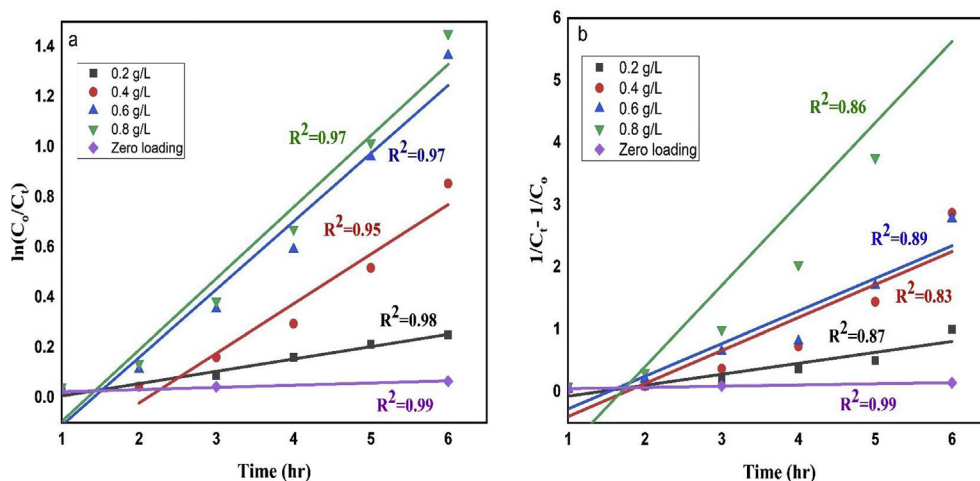 a
1.4
1.2
1.0
0.8
0.6
0.4
0.2
0.0
ln(Cₒ/Cₜ)
0.2 g/L
0.4 g/L
0.6 g/L
0.8 g/L
Zero loading
R²=0.97
R²=0.97
R²=0.95
R²=0.98
R²=0.99
1 2 3 4 5 6
Time (hr)
b
6
5
4
3
2
1
0
1/Cₜ- 1/Cₒ
0.2 g/L
0.4 g/L
0.6 g/L
0.8 g/L
Zero loading
R²=0.86
R²=0.89
R²=0.83
R²=0.87
R²=0.99
1 2 3 4 5 6
Time (hr)